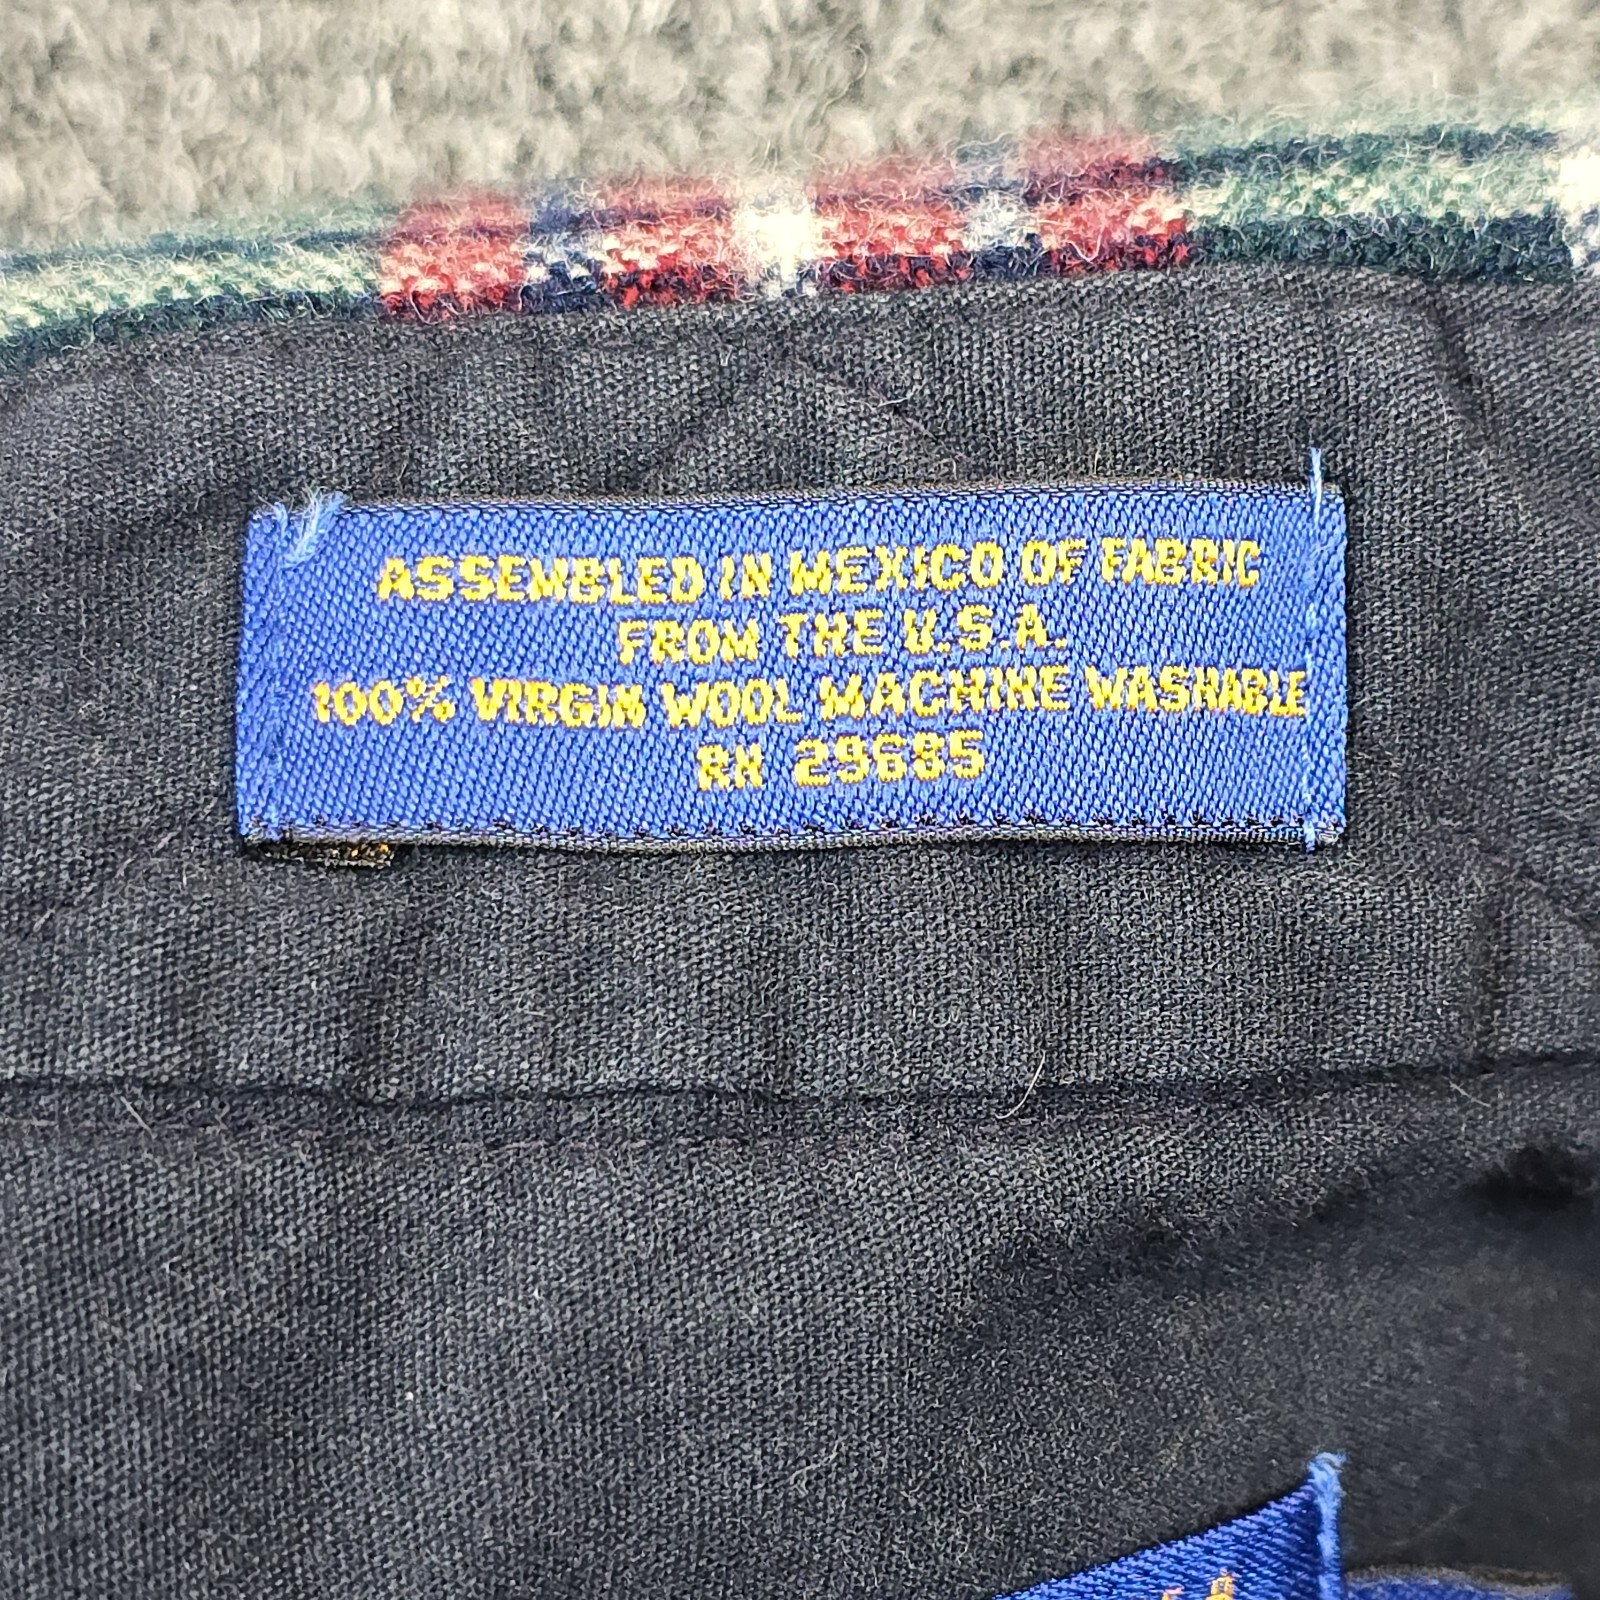 ASSEMBLED IN MEXICO OF FABRIC
FROM THE U.S.A.
100% VIRGIN WOOL MACHINE WASHABLE
RN 29685